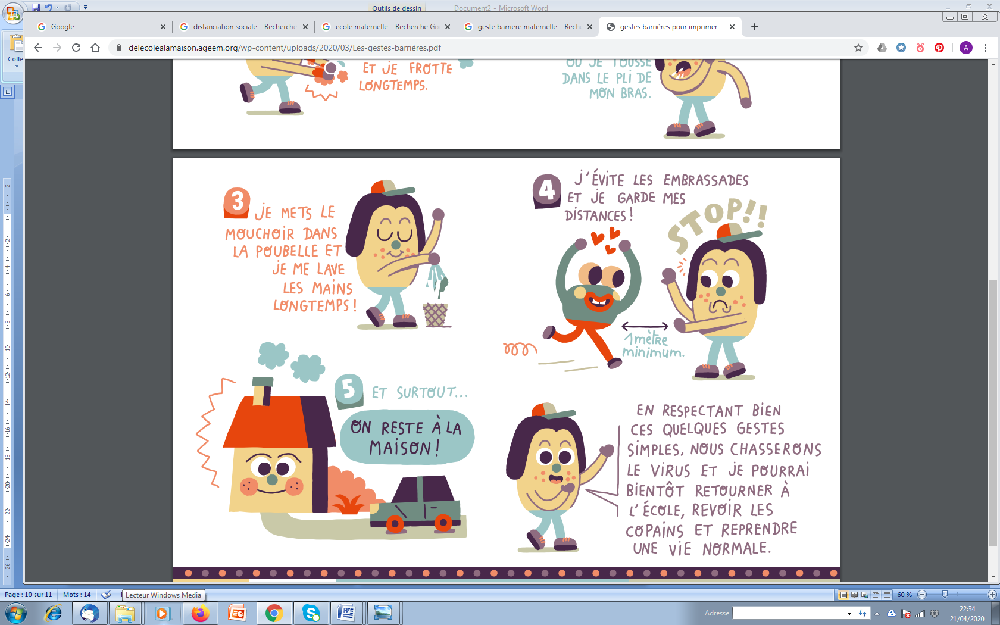 Outils de dessin
Document2 - Microsoft Word
Google
distanciation sociale – Recherche
ecole maternelle – Recherche Go
geste barriere maternelle – Rech
gestes barrières pour imprimer
delecolealamaison.ageem.org/wp-content/uploads/2020/03/Les-gestes-barrières.pdf
A
Colle
ET JE FROTTE
LONGTEMPS.
OU JE TOUSSE
DANS LE PLI DE
MON BRAS.
3
JE METS LE
MOUCHOIR DANS
LA POUBELLE ET
JE ME LAVE
LES MAINS
LONGTEMPS !
4
J'ÉVITE LES EMBRASSADES
ET JE GARDE MES
DISTANCES !
STOP!!
1 mètre
minimum.
5
ET SURTOUT...
ON RESTE À LA
MAISON !
EN RESPECTANT BIEN
CES QUELQUES GESTES
SIMPLES, NOUS CHASSERONS
LE VIRUS ET JE POURRAI
BIENTÔT RETOURNER À
L'ÉCOLE, REVOIR LES
COPAINS ET REPRENDRE
UNE VIE NORMALE.
Page : 10 sur 11
Mots : 14
Lecteur Windows Media
60 %
Adresse
22:34
21/04/2020